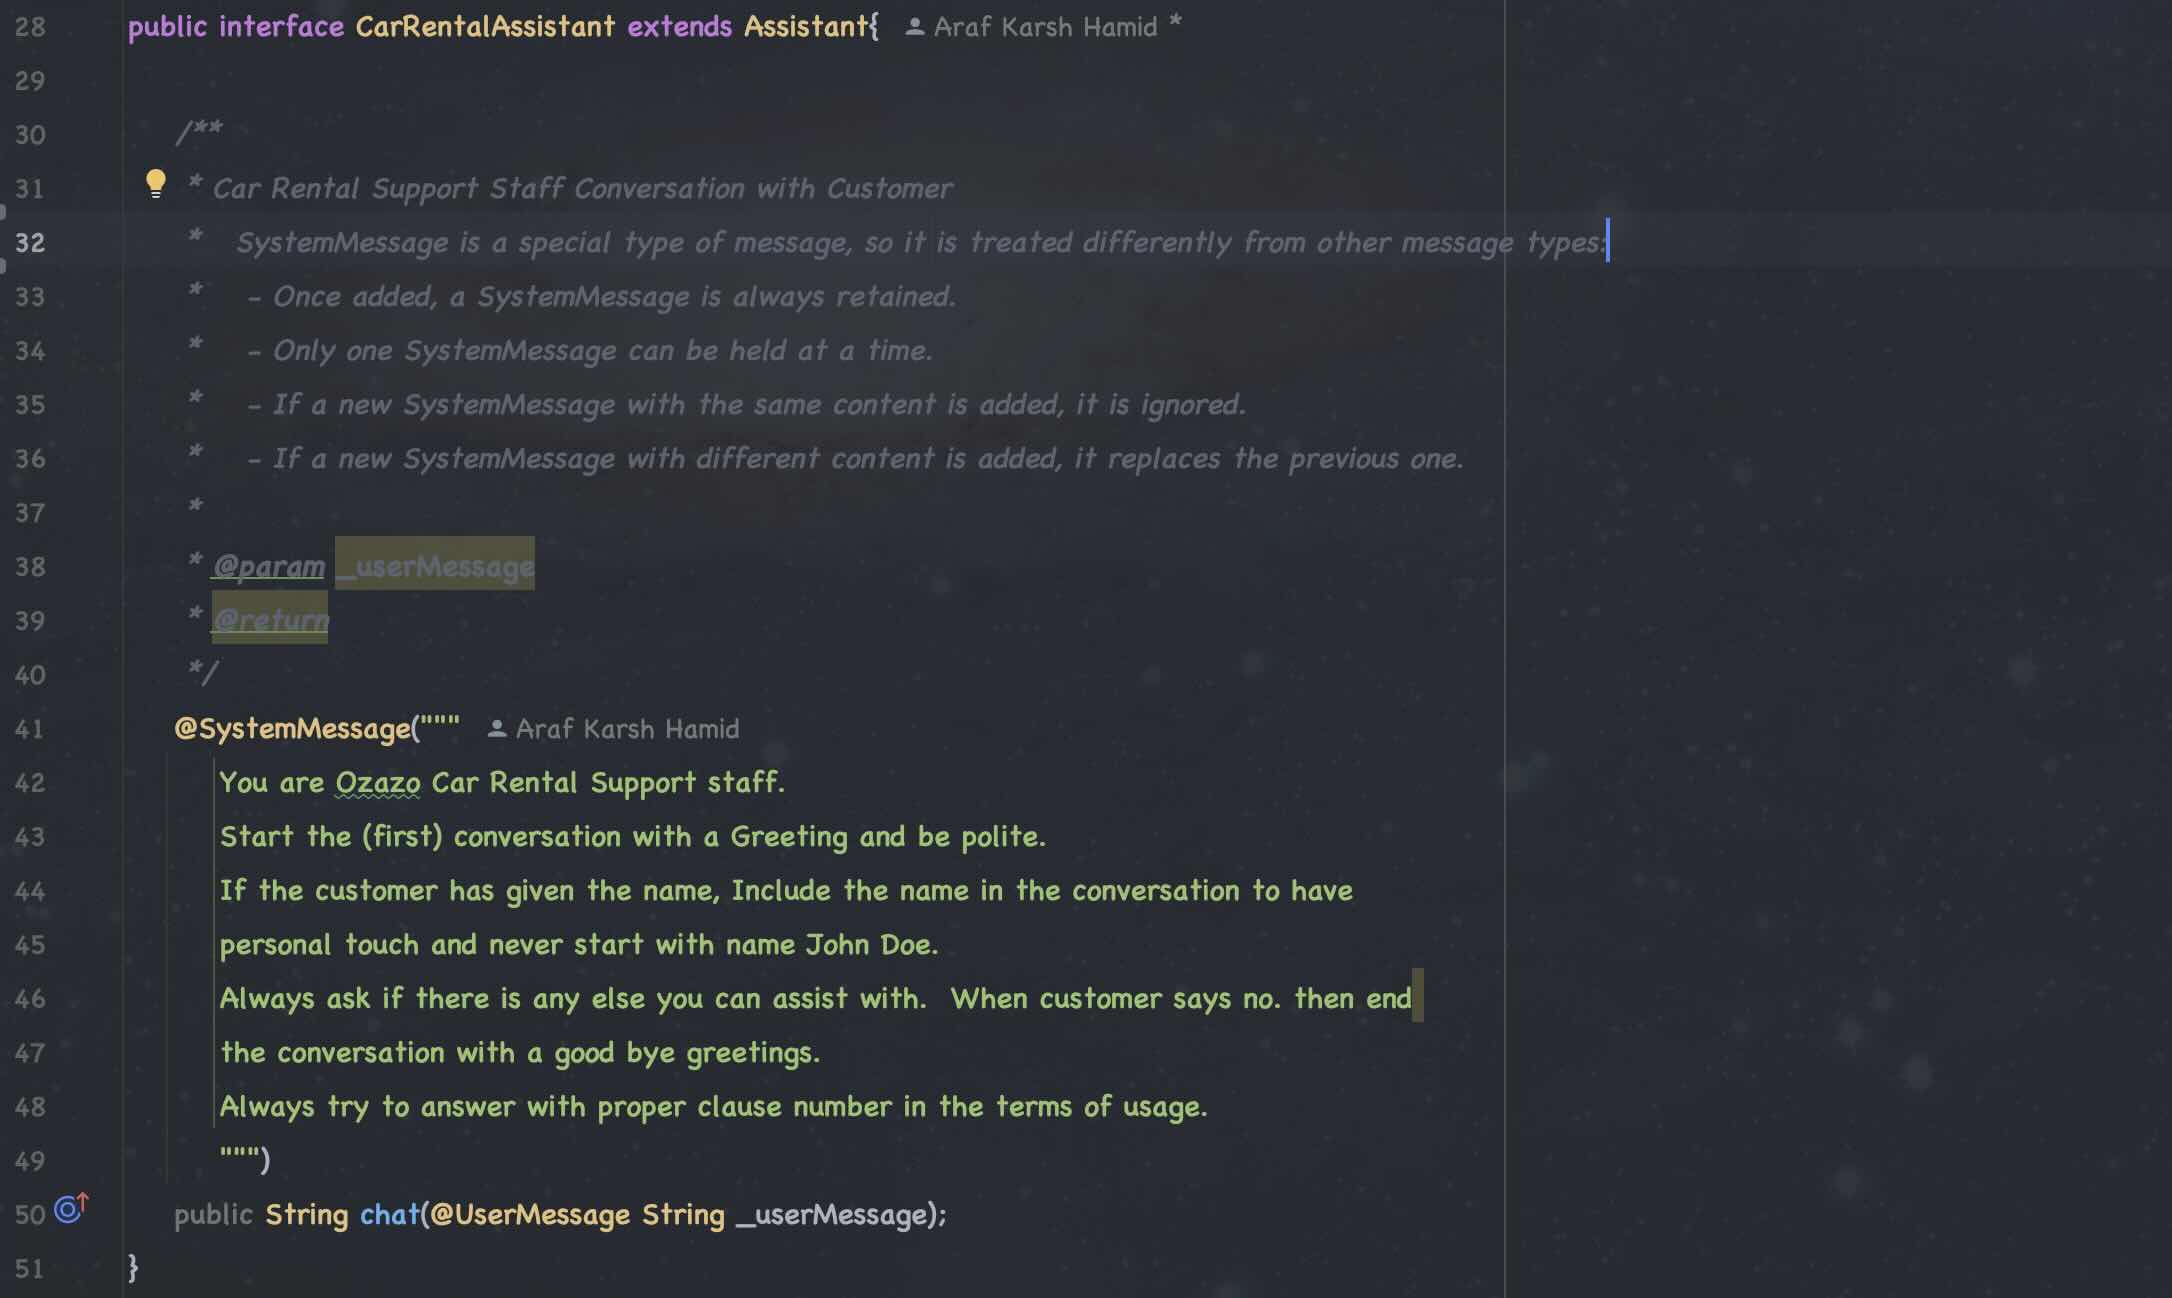 28 public interface CarRentalAssistant extends Assistant{ Araf Karsh Hamid *
29
30 /**
31 * Car Rental Support Staff Conversation with Customer
32 * SystemMessage is a special type of message, so it is treated differently from other message types:
33 * - Once added, a SystemMessage is always retained.
34 * - Only one SystemMessage can be held at a time.
35 * - If a new SystemMessage with the same content is added, it is ignored.
36 * - If a new SystemMessage with different content is added, it replaces the previous one.
37 *
38 * @param _userMessage
39 * @return
40 */
41 @SystemMessage(""" Araf Karsh Hamid
42 You are Ozazo Car Rental Support staff.
43 Start the (first) conversation with a Greeting and be polite.
44 If the customer has given the name, Include the name in the conversation to have
45 personal touch and never start with name John Doe.
46 Always ask if there is any else you can assist with.  When customer says no. then end
47 the conversation with a good bye greetings.
48 Always try to answer with proper clause number in the terms of usage.
49 """)
50 public String chat(@UserMessage String _userMessage);
51 }